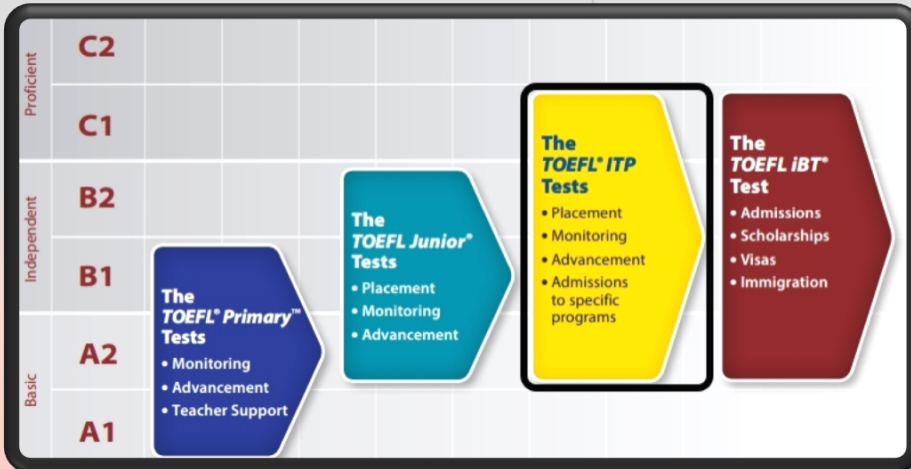 Proficient
C2
C1
Independent
B2
B1
Basic
A2
A1
The
TOEFL® Primary™
Tests
• Monitoring
• Advancement
• Teacher Support
The
TOEFL Junior®
Tests
• Placement
• Monitoring
• Advancement
The
TOEFL® ITP
Tests
• Placement
• Monitoring
• Advancement
• Admissions
to specific
programs
The
TOEFL iBT®
Test
• Admissions
• Scholarships
• Visas
• Immigration